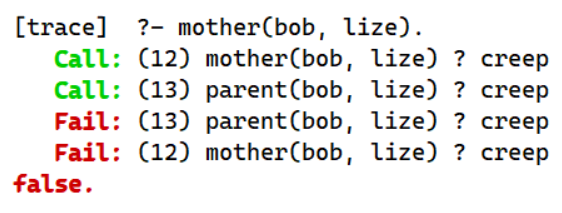 [trace]  ?- mother(bob, lize).
   Call: (12) mother(bob, lize) ? creep
   Call: (13) parent(bob, lize) ? creep
   Fail: (13) parent(bob, lize) ? creep
   Fail: (12) mother(bob, lize) ? creep
false.